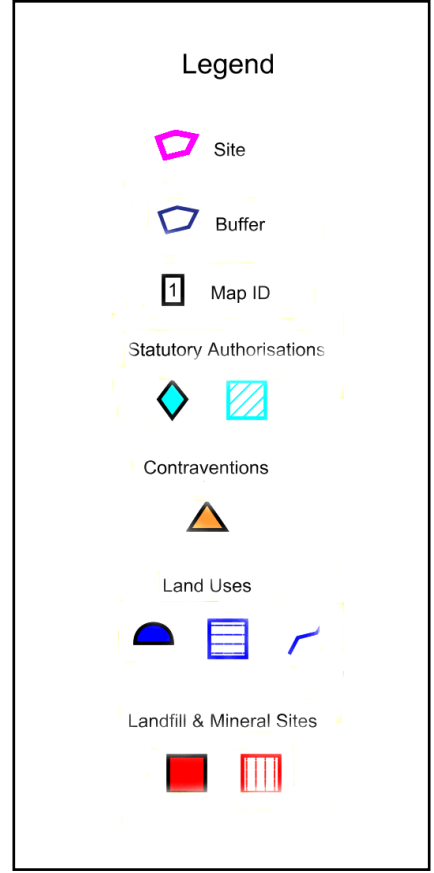 Legend
Site
Buffer
1 Map ID
Statutory Authorisations
Contraventions
Land Uses
Landfill & Mineral Sites